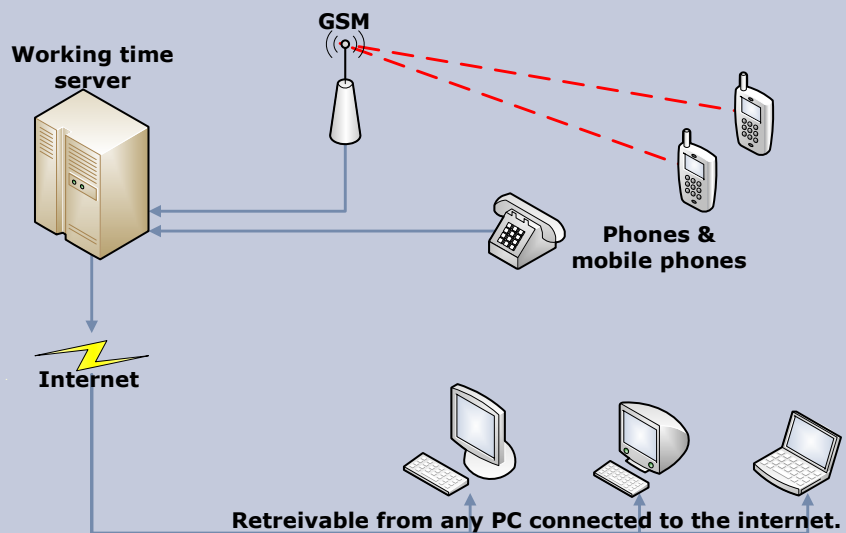 GSM
Working time
server
Phones &
mobile phones
Internet
Retreivable from any PC connected to the internet.